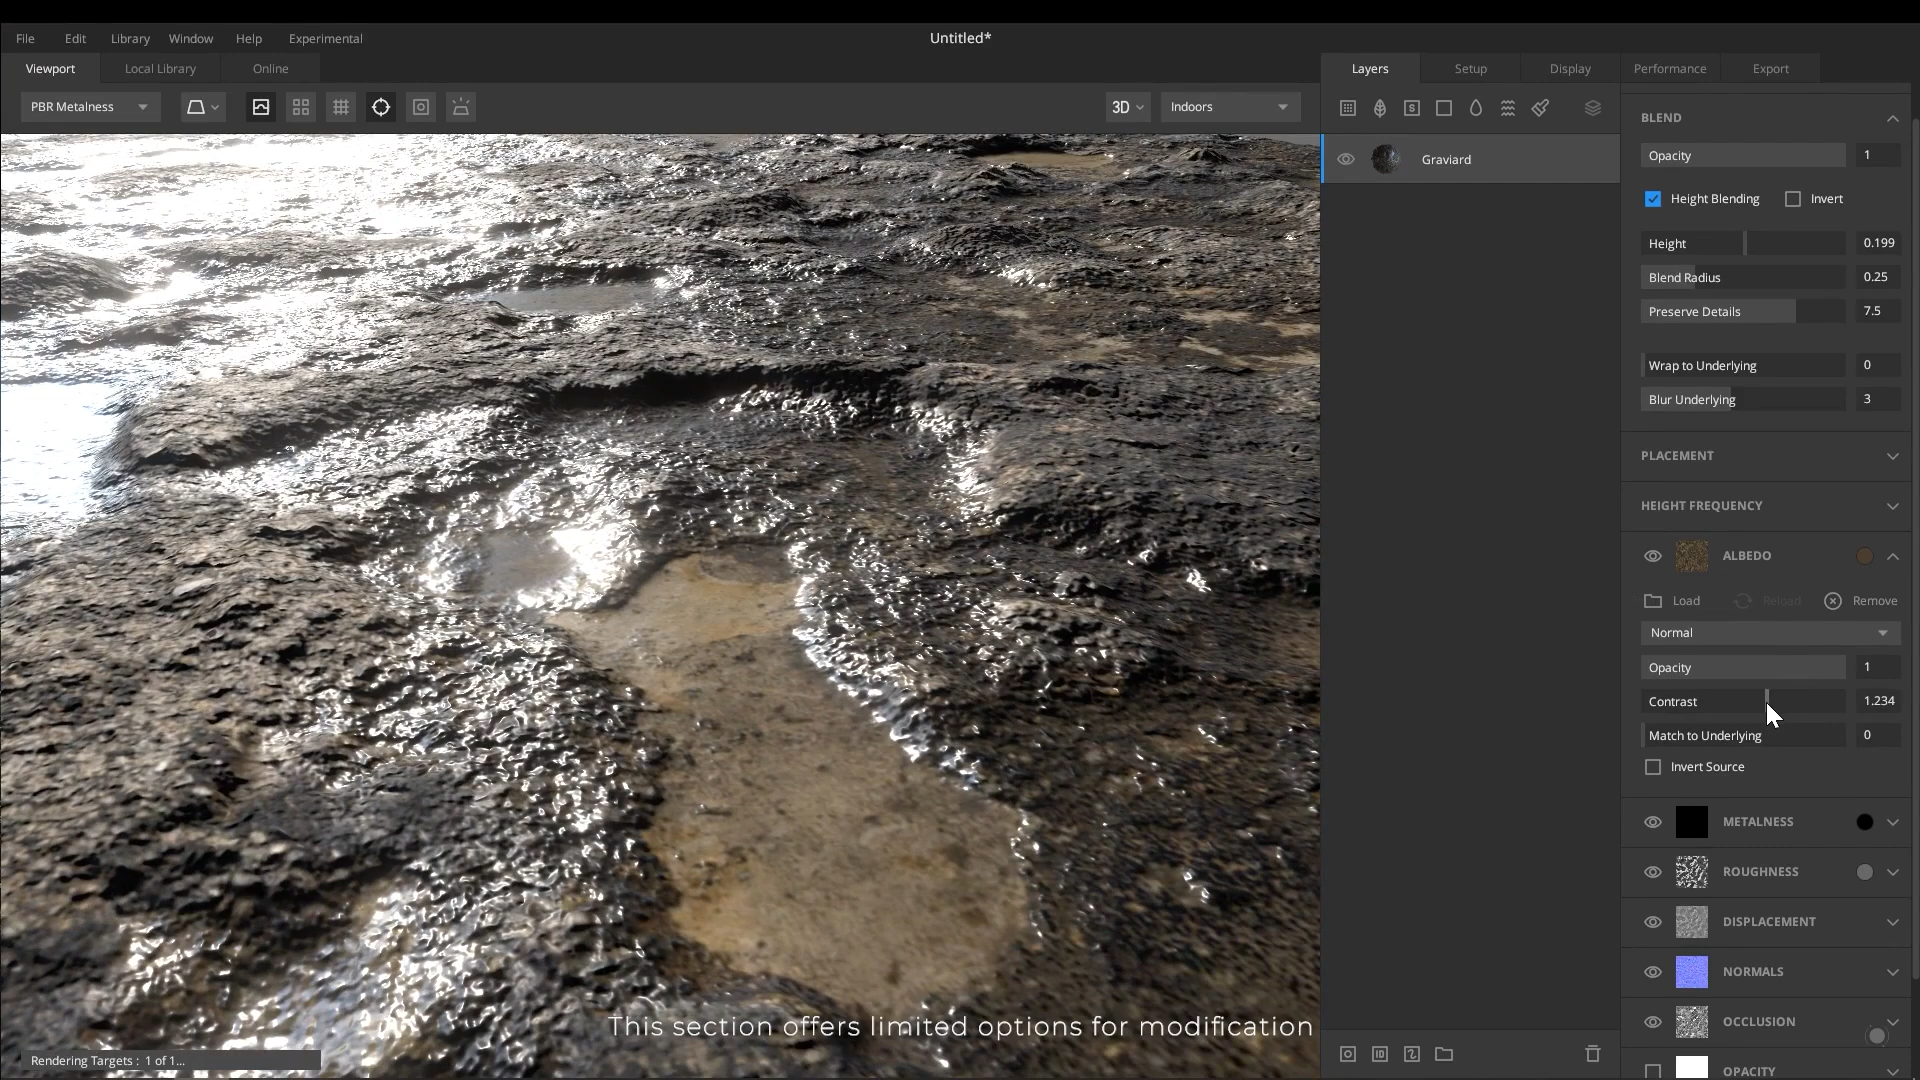 File Edit Library Window Help Experimental
Untitled*
Viewport Local Library Online
Layers Setup Display Performance Export
PBR Metalness
3D Indoors
Graviard
BLEND
Opacity 1
Height Blending Invert
Height 0.199
Blend Radius 0.25
Preserve Details 7.5
Wrap to Underlying 0
Blur Underlying 3
PLACEMENT
HEIGHT FREQUENCY
ALBEDO
Load Reload Remove
Normal
Opacity 1
Contrast 1.234
Match to Underlying 0
Invert Source
METALNESS
ROUGHNESS
DISPLACEMENT
NORMALS
OCCLUSION
OPACITY
This section offers limited options for modification
Rendering Targets : 1 of 1...